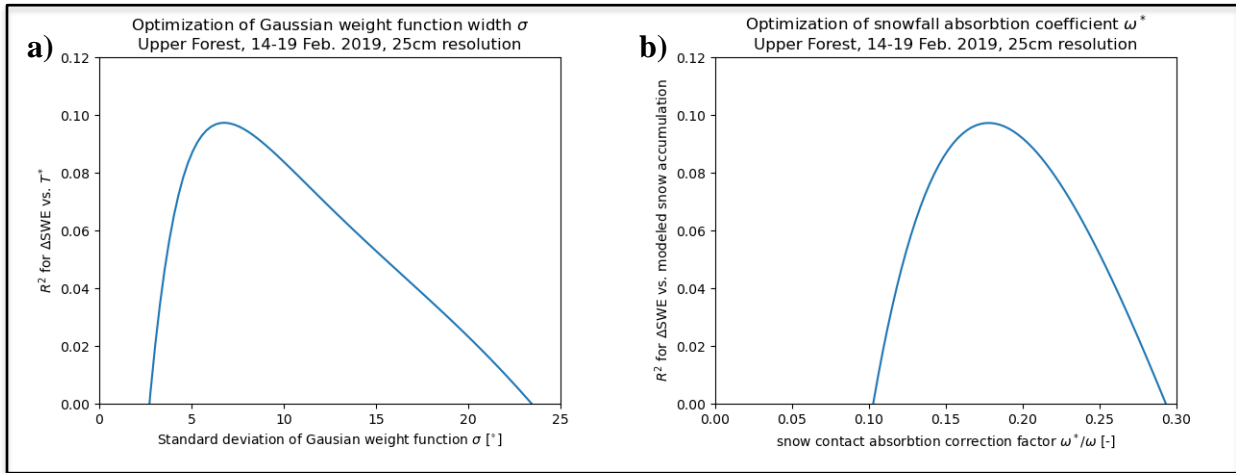 a)
Optimization of Gaussian weight function width σ
Upper Forest, 14-19 Feb. 2019, 25cm resolution
0.12
0.10
0.08
0.06
0.04
0.02
0.00
R² for ΔSWE vs. T*
0
5
10
15
20
25
Standard deviation of Gausian weight function σ [°]
b)
Optimization of snowfall absorbtion coefficient ω*
Upper Forest, 14-19 Feb. 2019, 25cm resolution
0.12
0.10
0.08
0.06
0.04
0.02
0.00
R² for ΔSWE vs. modeled snow accumulation
0.00
0.05
0.10
0.15
0.20
0.25
0.30
snow contact absorbtion correction factor ω*/ω [-]